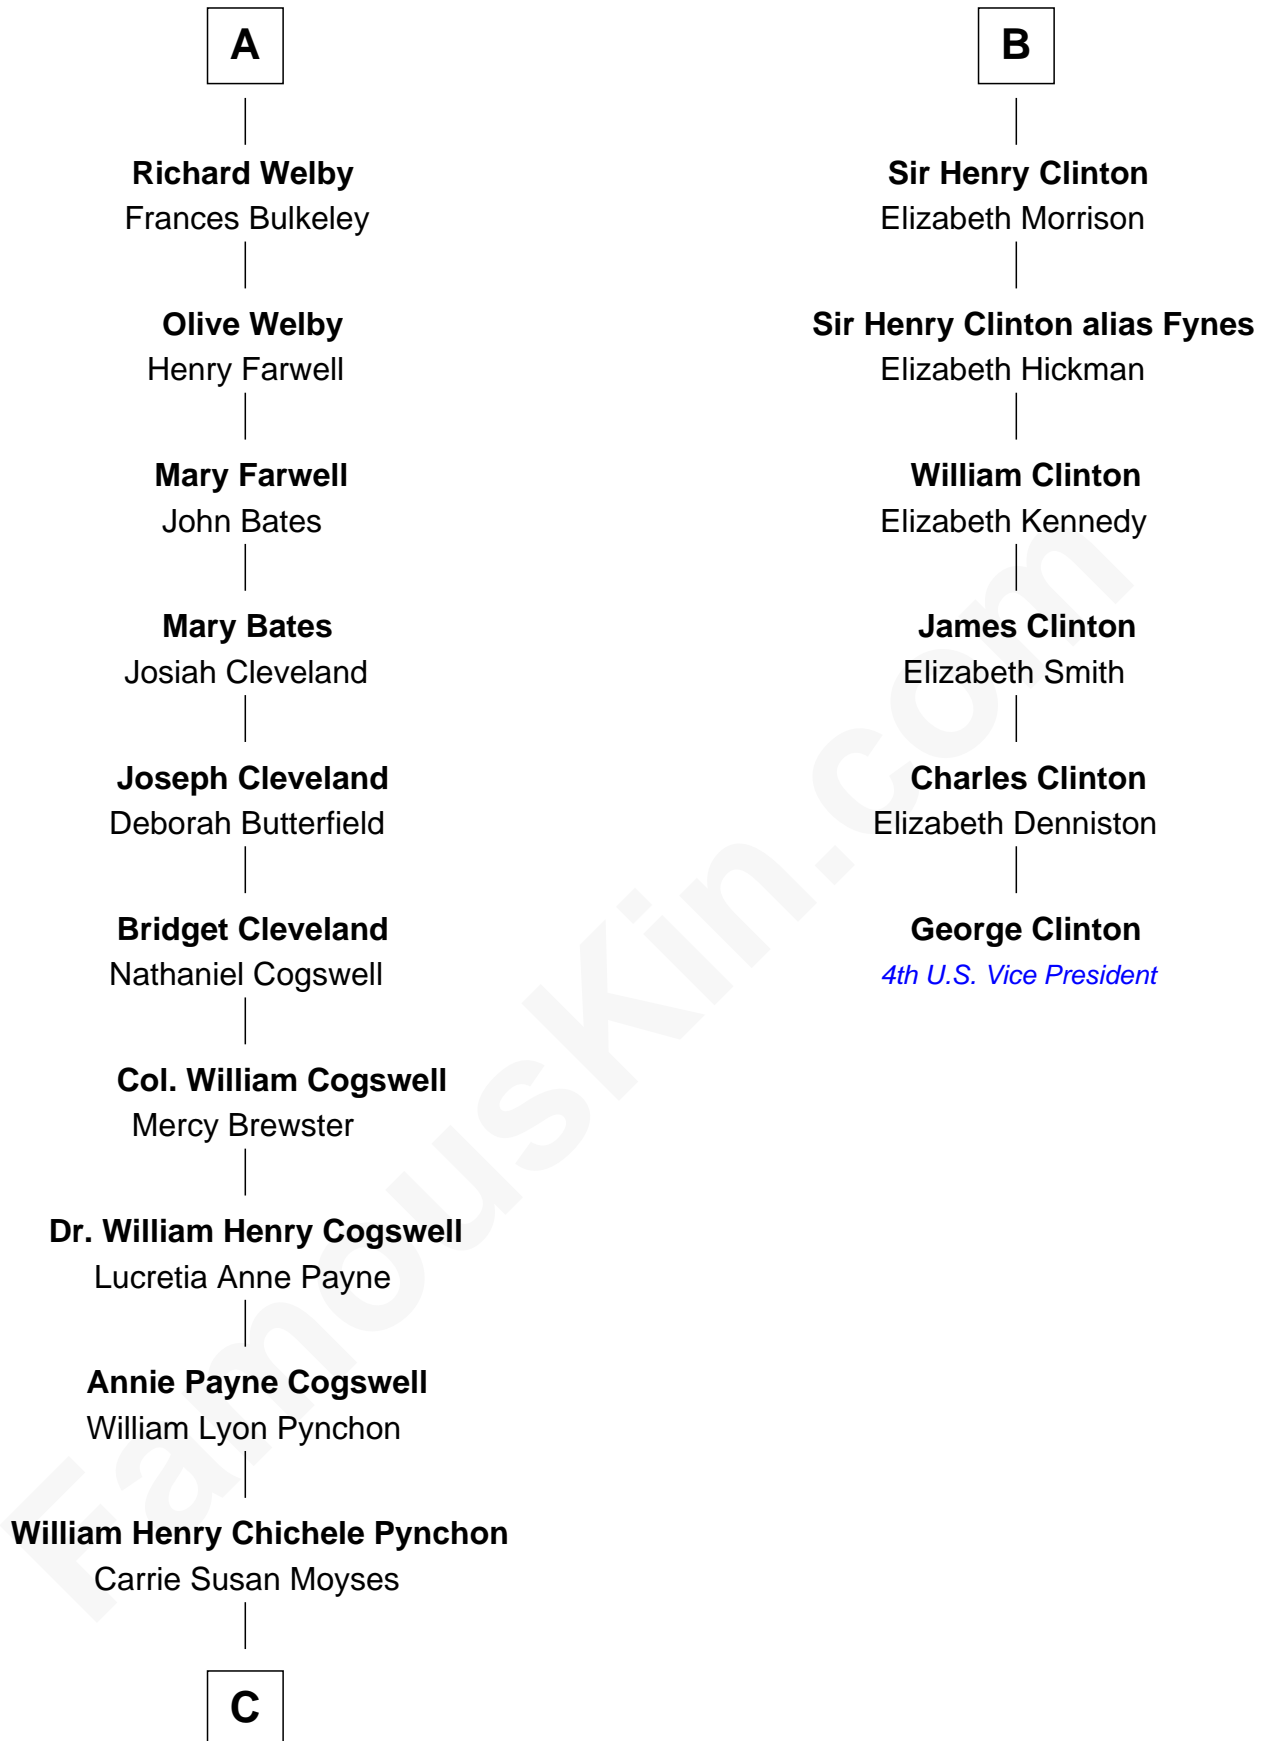 A
Richard Welby
Frances Bulkeley
Olive Welby
Henry Farwell
Mary Farwell
John Bates
Mary Bates
Josiah Cleveland
Joseph Cleveland
Deborah Butterfield
Bridget Cleveland
Nathaniel Cogswell
Col. William Cogswell
Mercy Brewster
Dr. William Henry Cogswell
Lucretia Anne Payne
Annie Payne Cogswell
William Lyon Pynchon
William Henry Chichele Pynchon
Carrie Susan Moyses
C
B
Sir Henry Clinton
Elizabeth Morrison
Sir Henry Clinton alias Fynes
Elizabeth Hickman
William Clinton
Elizabeth Kennedy
James Clinton
Elizabeth Smith
Charles Clinton
Elizabeth Denniston
George Clinton
4th U.S. Vice President
FamousKin.com